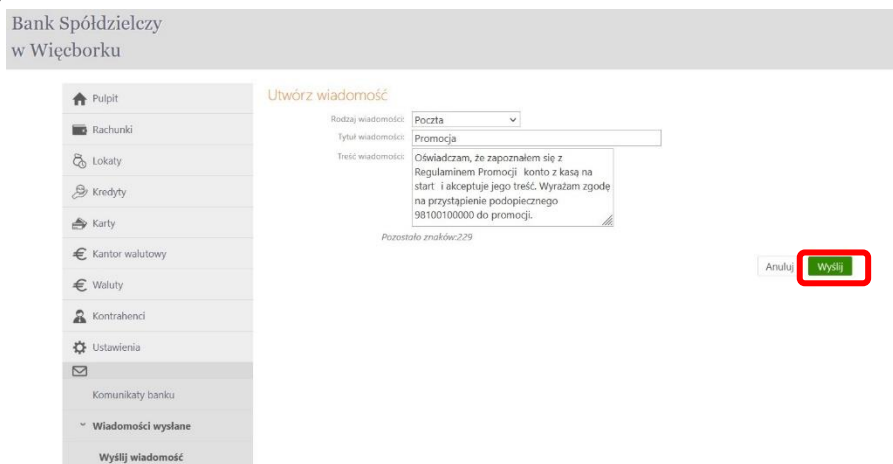 Bank Spółdzielczy
w Więcborku
Pulpit
Rachunki
Lokaty
Kredyty
Karty
Kantor walutowy
Waluty
Kontrahenci
Ustawienia
Komunikaty banku
Wiadomości wysłane
Wyślij wiadomość
Utwórz wiadomość
Rodzaj wiadomości: Poczta
Tytuł wiadomości: Promocja
Treść wiadomości: Oświadczam, że zapoznałem się z
Regulaminem Promocji konto z kasą na
start i akceptuje jego treść. Wyrażam zgodę
na przystąpienie podopiecznego
98100100000 do promocji.
Pozostało znaków:229
Anuluj Wyślij